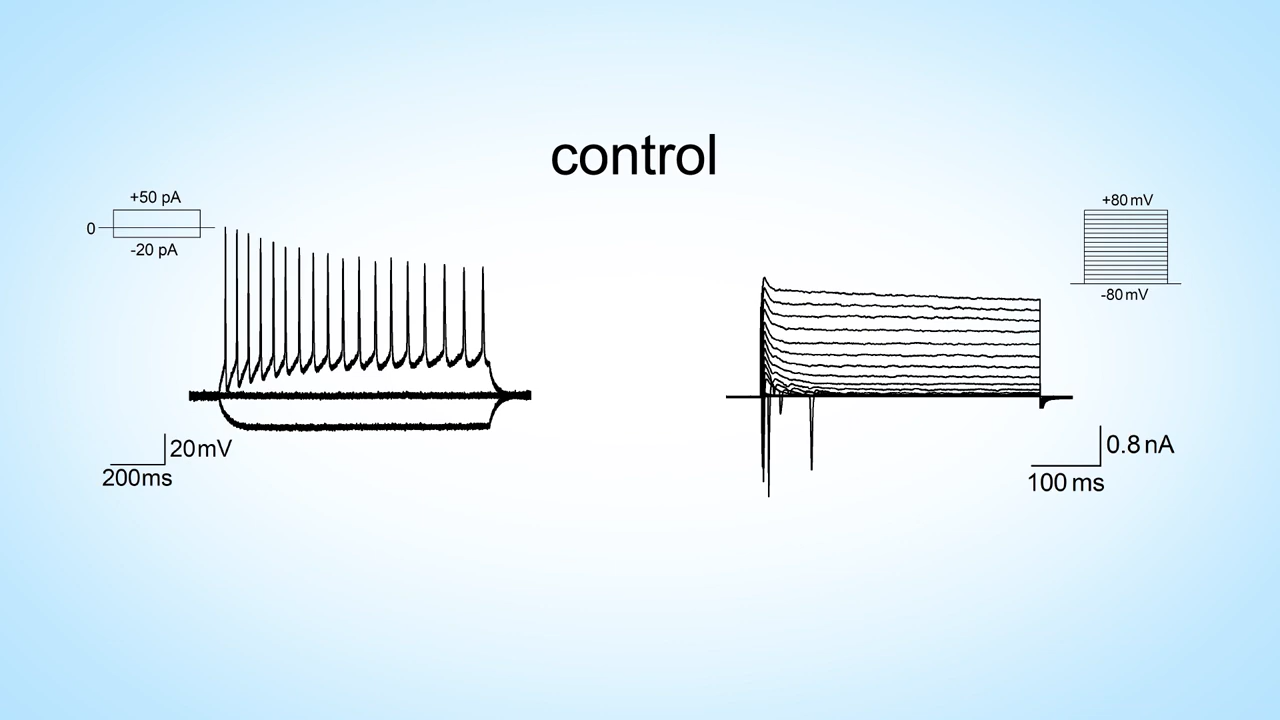 control
+50 pA
0
-20 pA
20 mV
200 ms
+80 mV
-80 mV
0.8 nA
100 ms